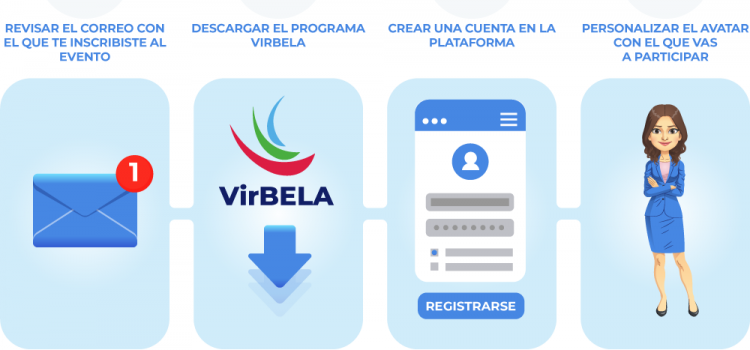 REVISAR EL CORREO CON
EL QUE TE INSCRIBISTE AL
EVENTO
DESCARGAR EL PROGRAMA
VIRBELA
CREAR UNA CUENTA EN LA
PLATAFORMA
PERSONALIZAR EL AVATAR
CON EL QUE VAS
A PARTICIPAR
1
VirBELA
REGISTRARSE